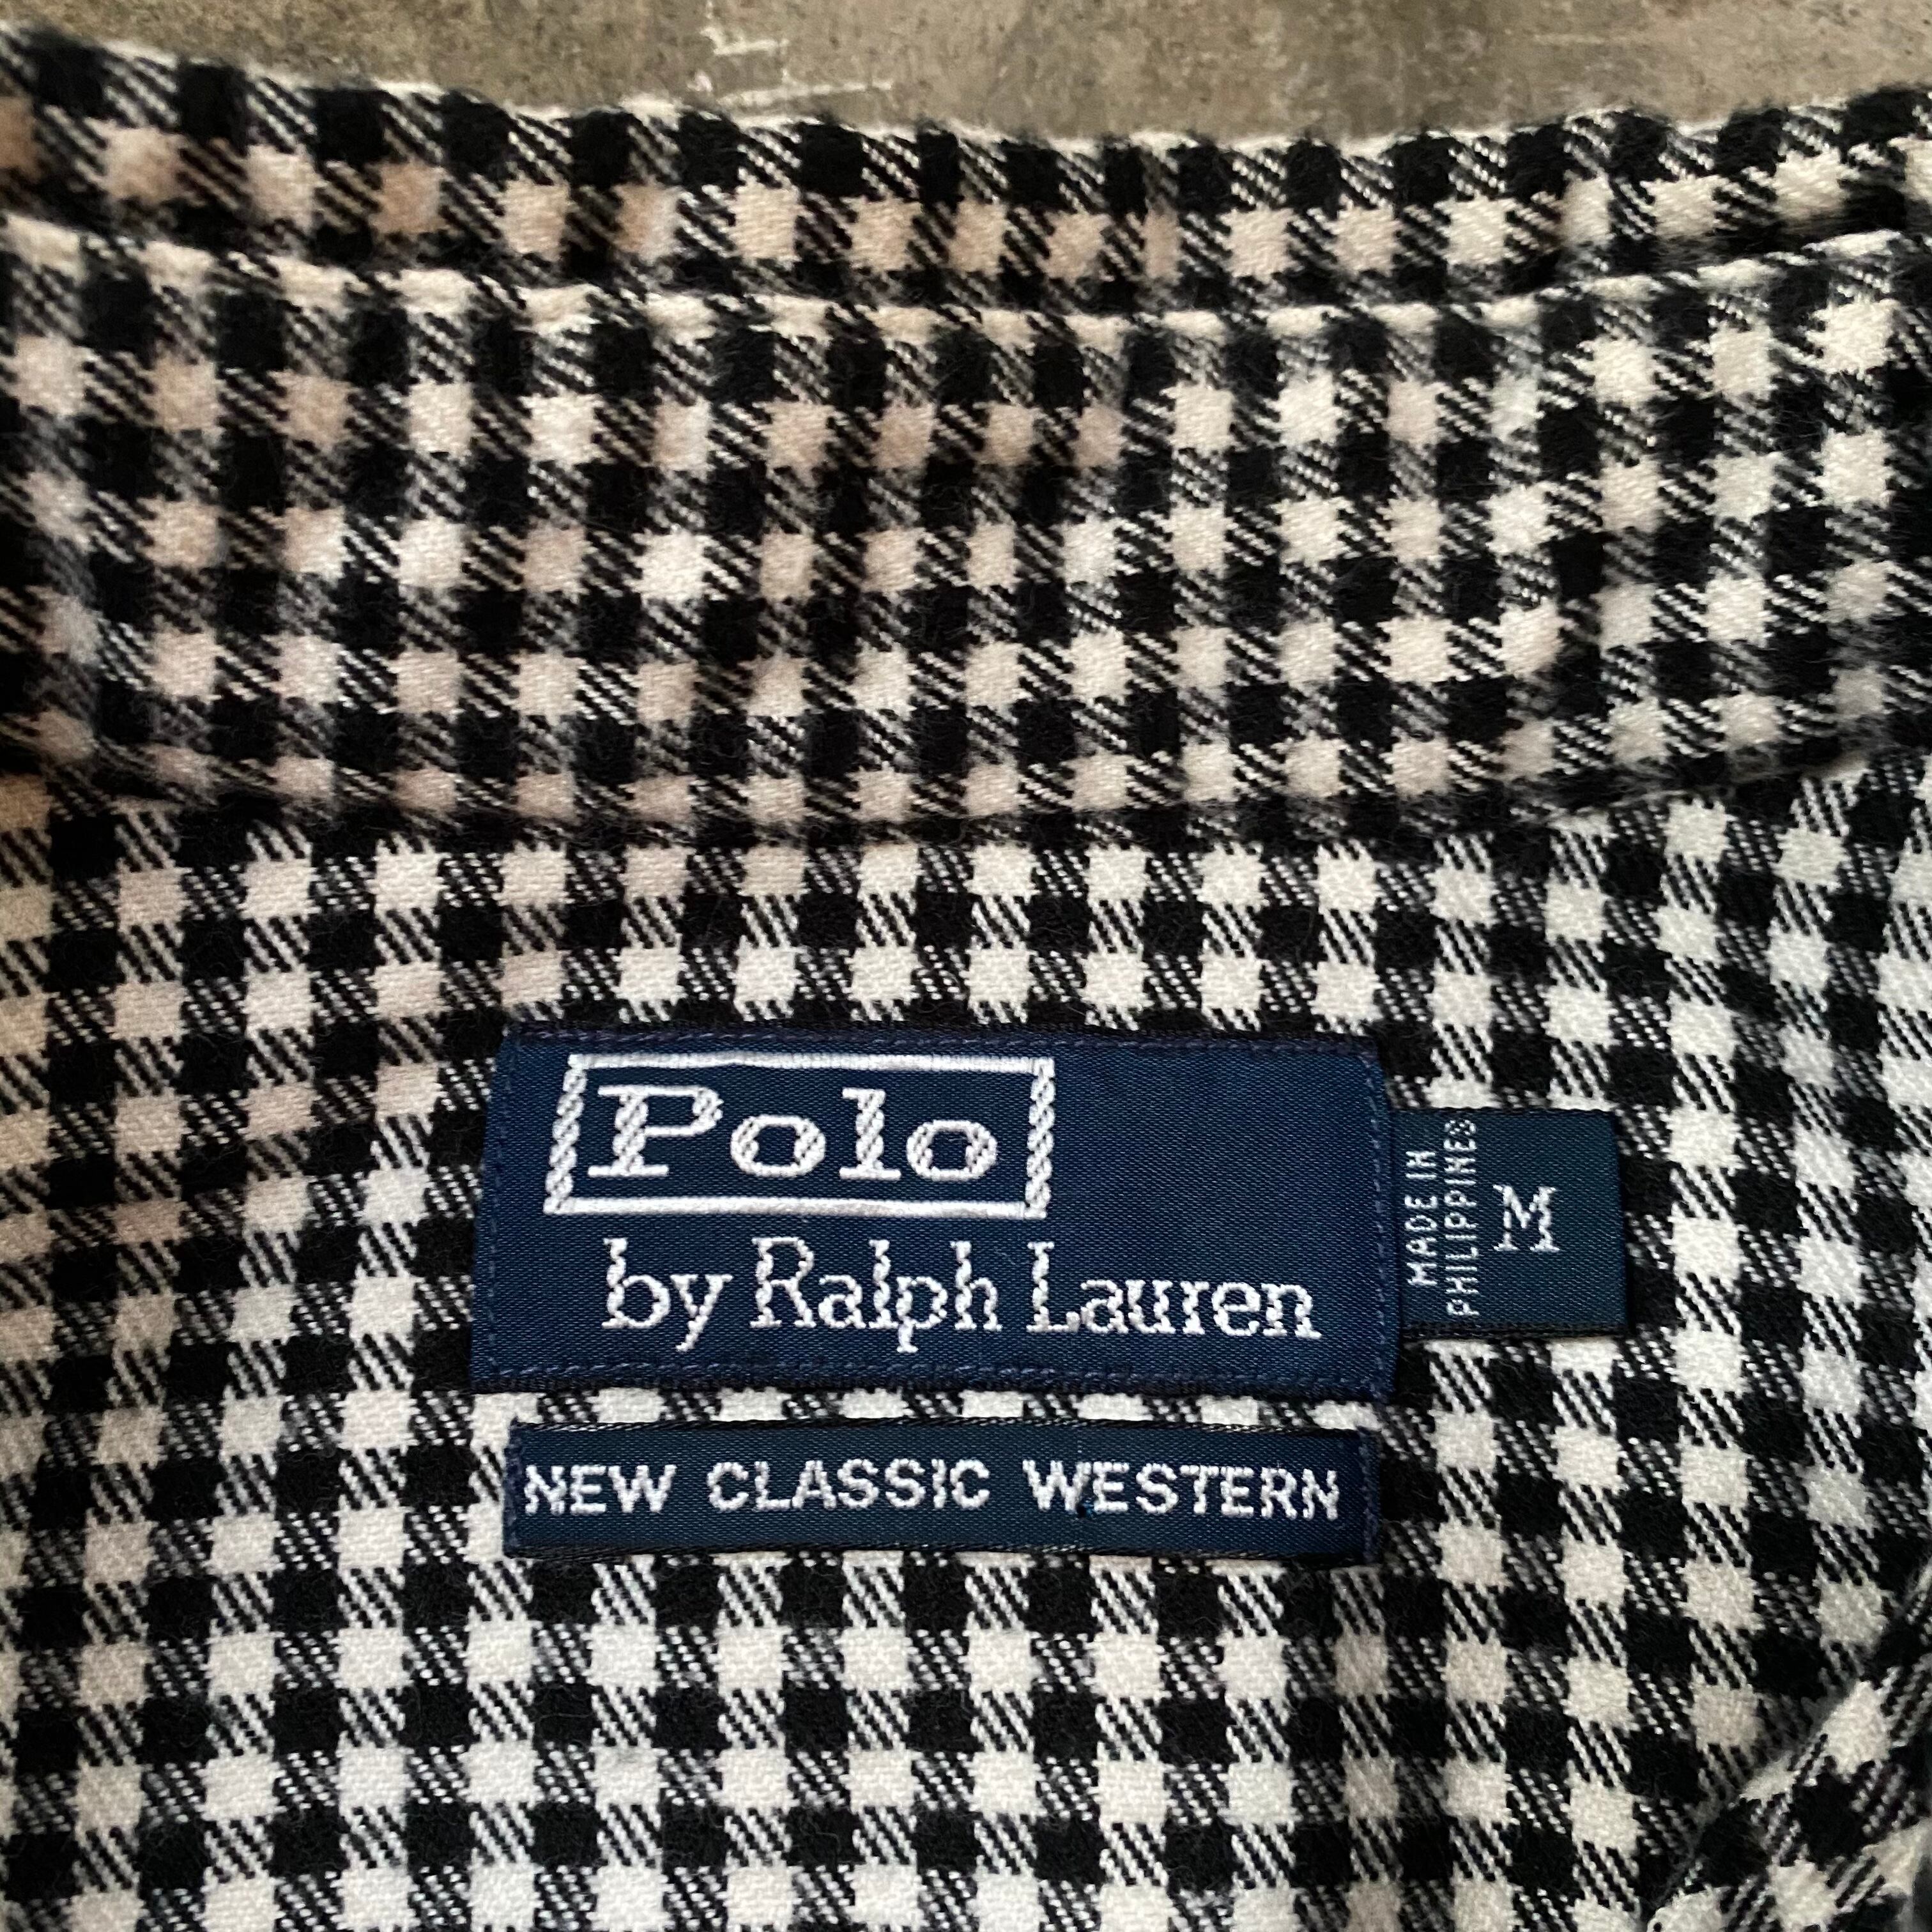 Polo
by Ralph Lauren
MADE IN
PHILIPPINES
M
NEW CLASSIC WESTERN